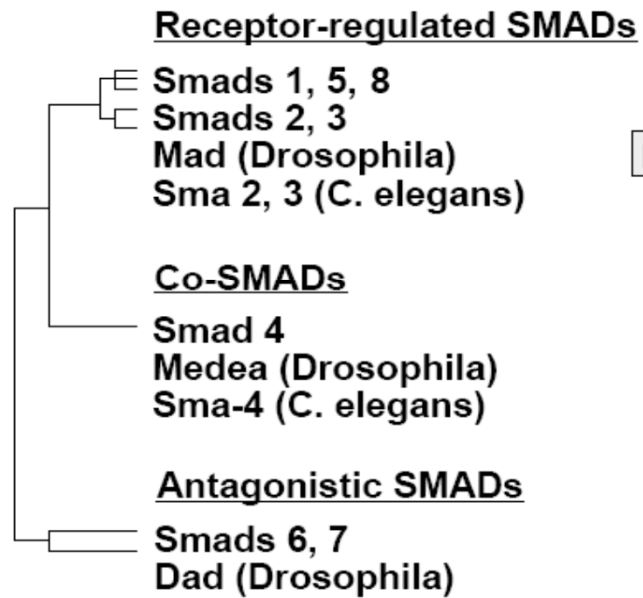 Receptor-regulated SMADs
Smads 1, 5, 8
Smads 2, 3
Mad (Drosophila)
Sma 2, 3 (C. elegans)
Co-SMADs
Smad 4
Medea (Drosophila)
Sma-4 (C. elegans)
Antagonistic SMADs
Smads 6, 7
Dad (Drosophila)